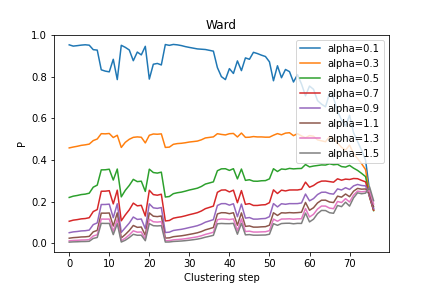 Ward
P
1.0
0.8
0.6
0.4
0.2
0.0
0 10 20 30 40 50 60 70
Clustering step
alpha=0.1
alpha=0.3
alpha=0.5
alpha=0.7
alpha=0.9
alpha=1.1
alpha=1.3
alpha=1.5